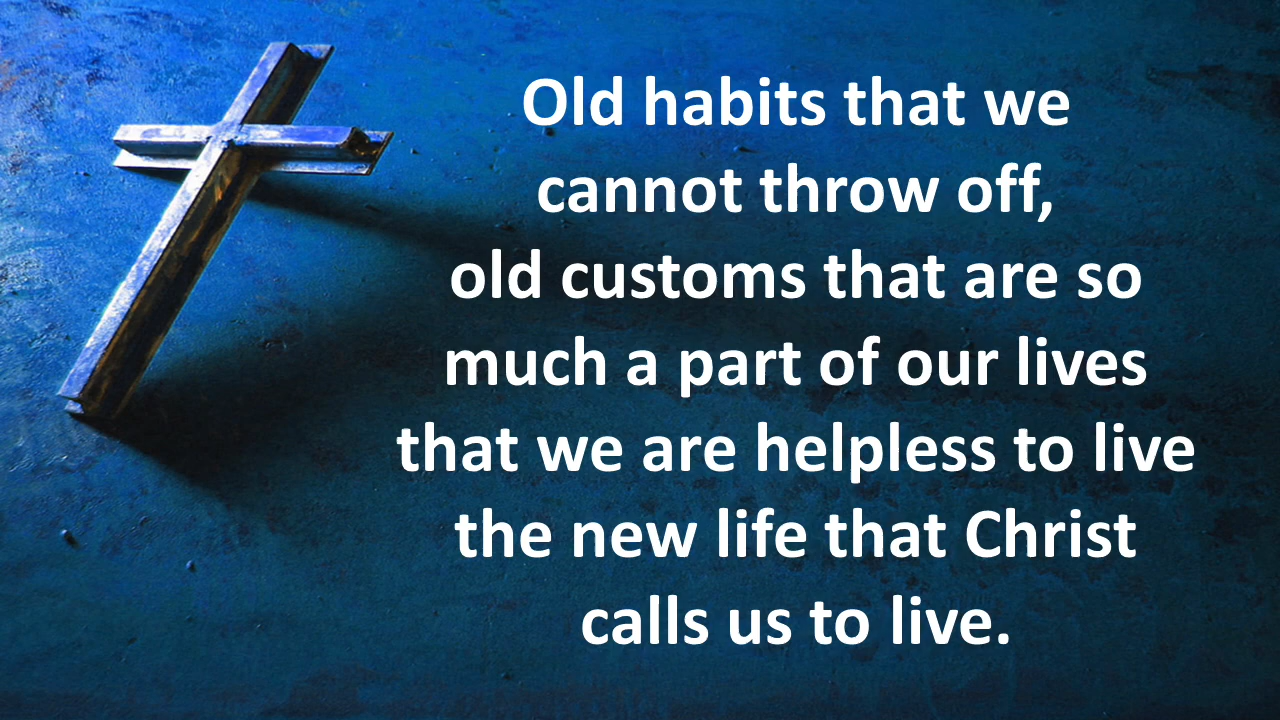 Old habits that we
cannot throw off,
old customs that are so
much a part of our lives
that we are helpless to live
the new life that Christ
calls us to live.